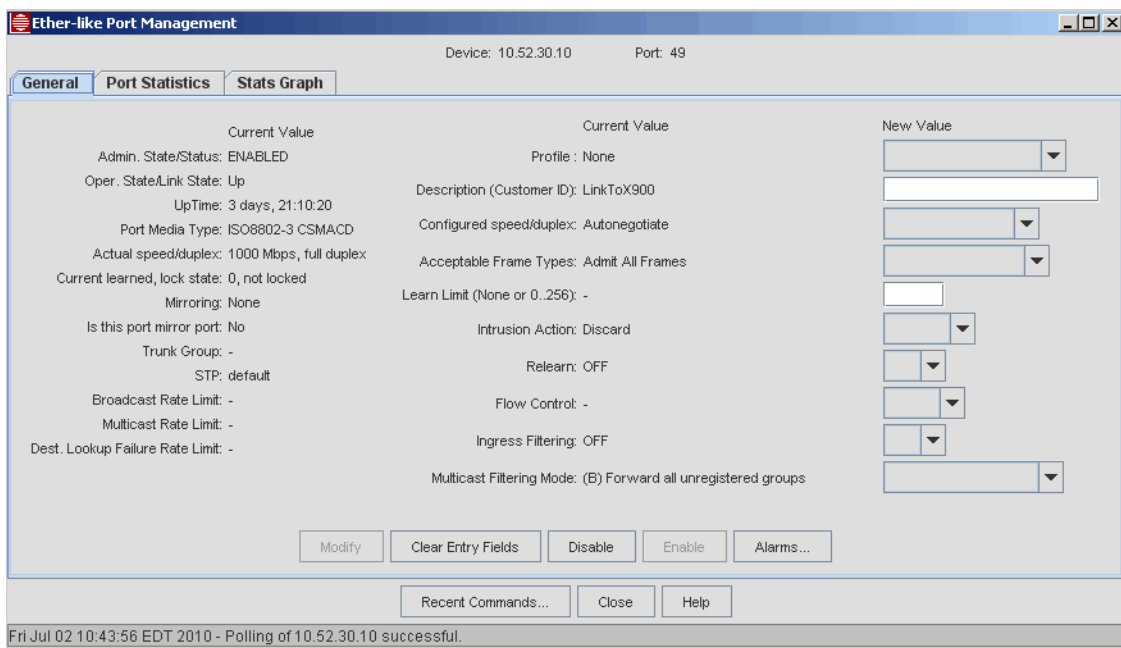 Ether-like Port Management
Device: 10.52.30.10 Port: 49
General Port Statistics Stats Graph
Current Value
Admin. State/Status: ENABLED
Oper. State/Link State: Up
UpTime: 3 days, 21:10:20
Port Media Type: ISO8802-3 CSMACD
Actual speed/duplex: 1000 Mbps, full duplex
Current learned, lock state: 0, not locked
Mirroring: None
Is this port mirror port: No
Trunk Group: -
STP: default
Broadcast Rate Limit: -
Multicast Rate Limit: -
Dest. Lookup Failure Rate Limit: -
Current Value New Value
Profile : None
Description (Customer ID): LinkToX900
Configured speed/duplex: Autonegotiate
Acceptable Frame Types: Admit All Frames
Learn Limit (None or 0..256): -
Intrusion Action: Discard
Relearn: OFF
Flow Control: -
Ingress Filtering: OFF
Multicast Filtering Mode: (B) Forward all unregistered groups
Modify Clear Entry Fields Disable Enable Alarms...
Recent Commands... Close Help
Fri Jul 02 10:43:56 EDT 2010 - Polling of 10.52.30.10 successful.